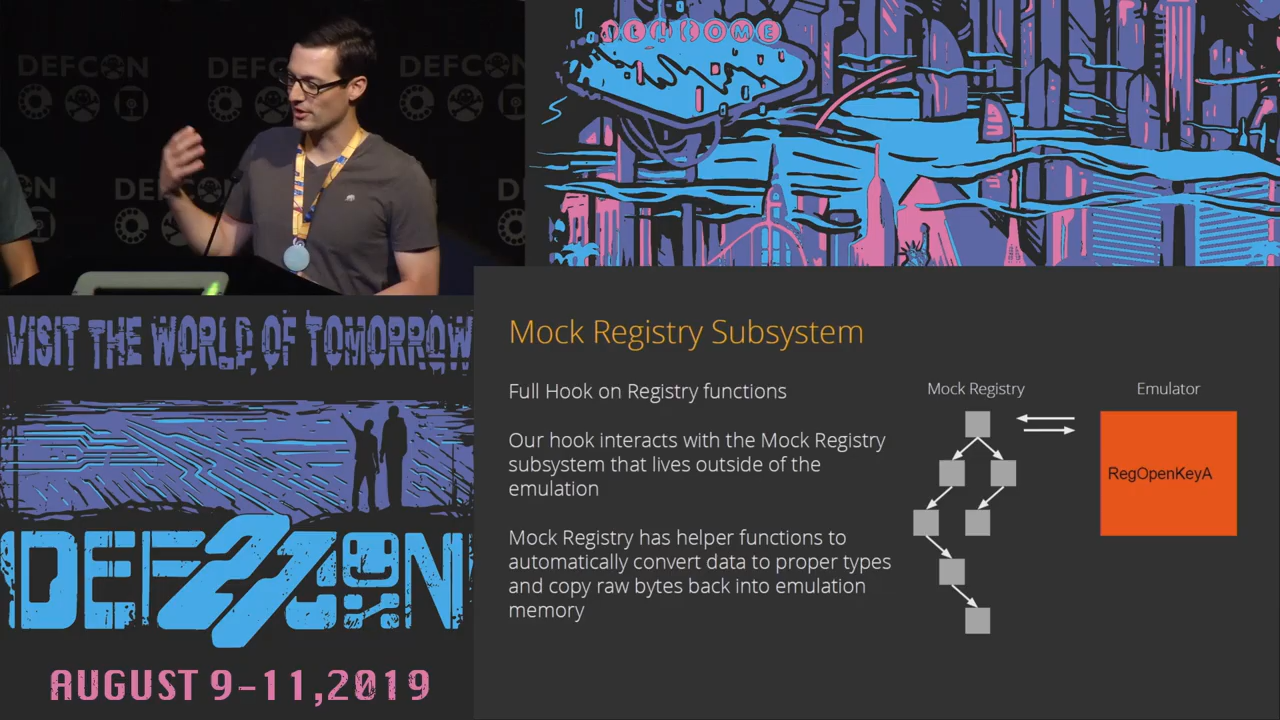 DEFCON
DEFCON
DEFCON
WELCOME
VISIT THE WORLD OF TOMORROW
DEFCON
27
AUGUST 9-11,2019
Mock Registry Subsystem
Full Hook on Registry functions
Our hook interacts with the Mock Registry
subsystem that lives outside of the
emulation
Mock Registry has helper functions to
automatically convert data to proper types
and copy raw bytes back into emulation
memory
Mock Registry
Emulator
RegOpenKeyA